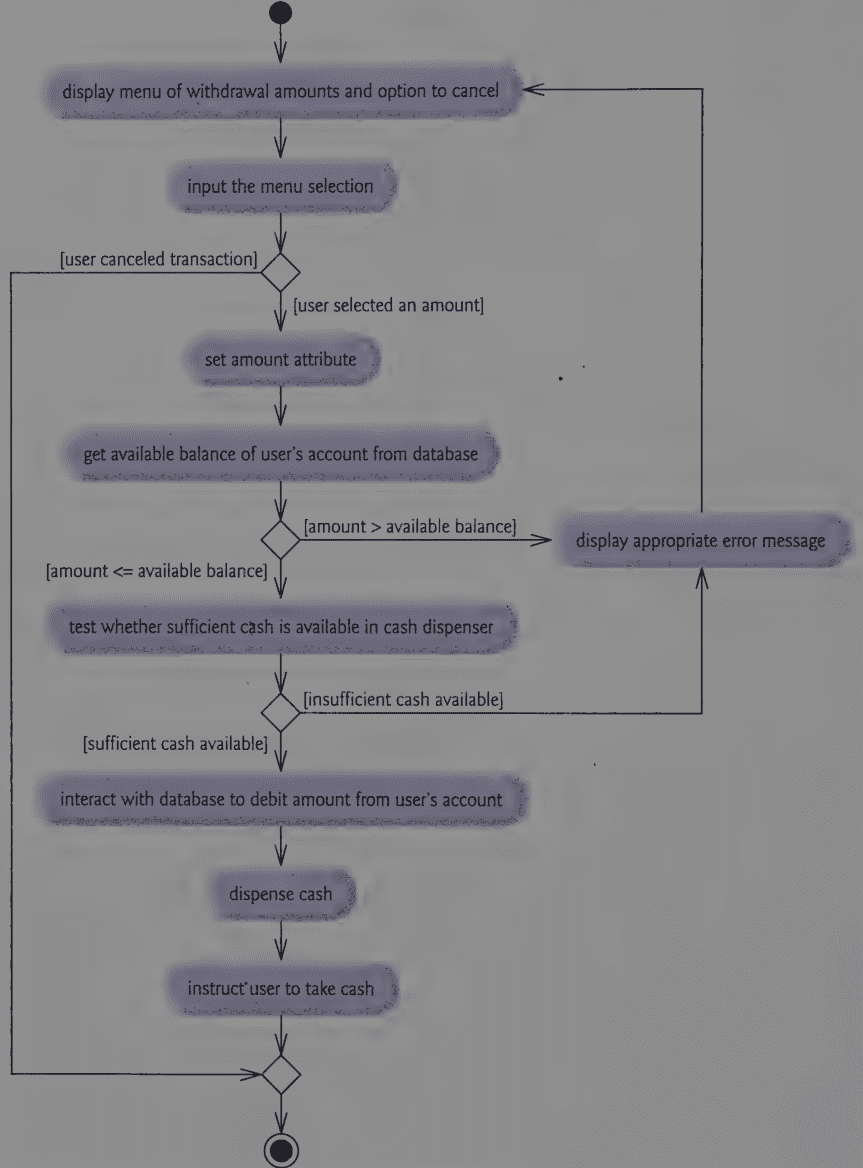 display menu of withdrawal amounts and option to cancel
input the menu selection
[user canceled transaction]
[user selected an amount]
set amount attribute
get available balance of user's account from database
[amount > available balance]
display appropriate error message
[amount <= available balance]
test whether sufficient cash is available in cash dispenser
[insufficient cash available]
[sufficient cash available]
interact with database to debit amount from user's account
dispense cash
instruct user to take cash